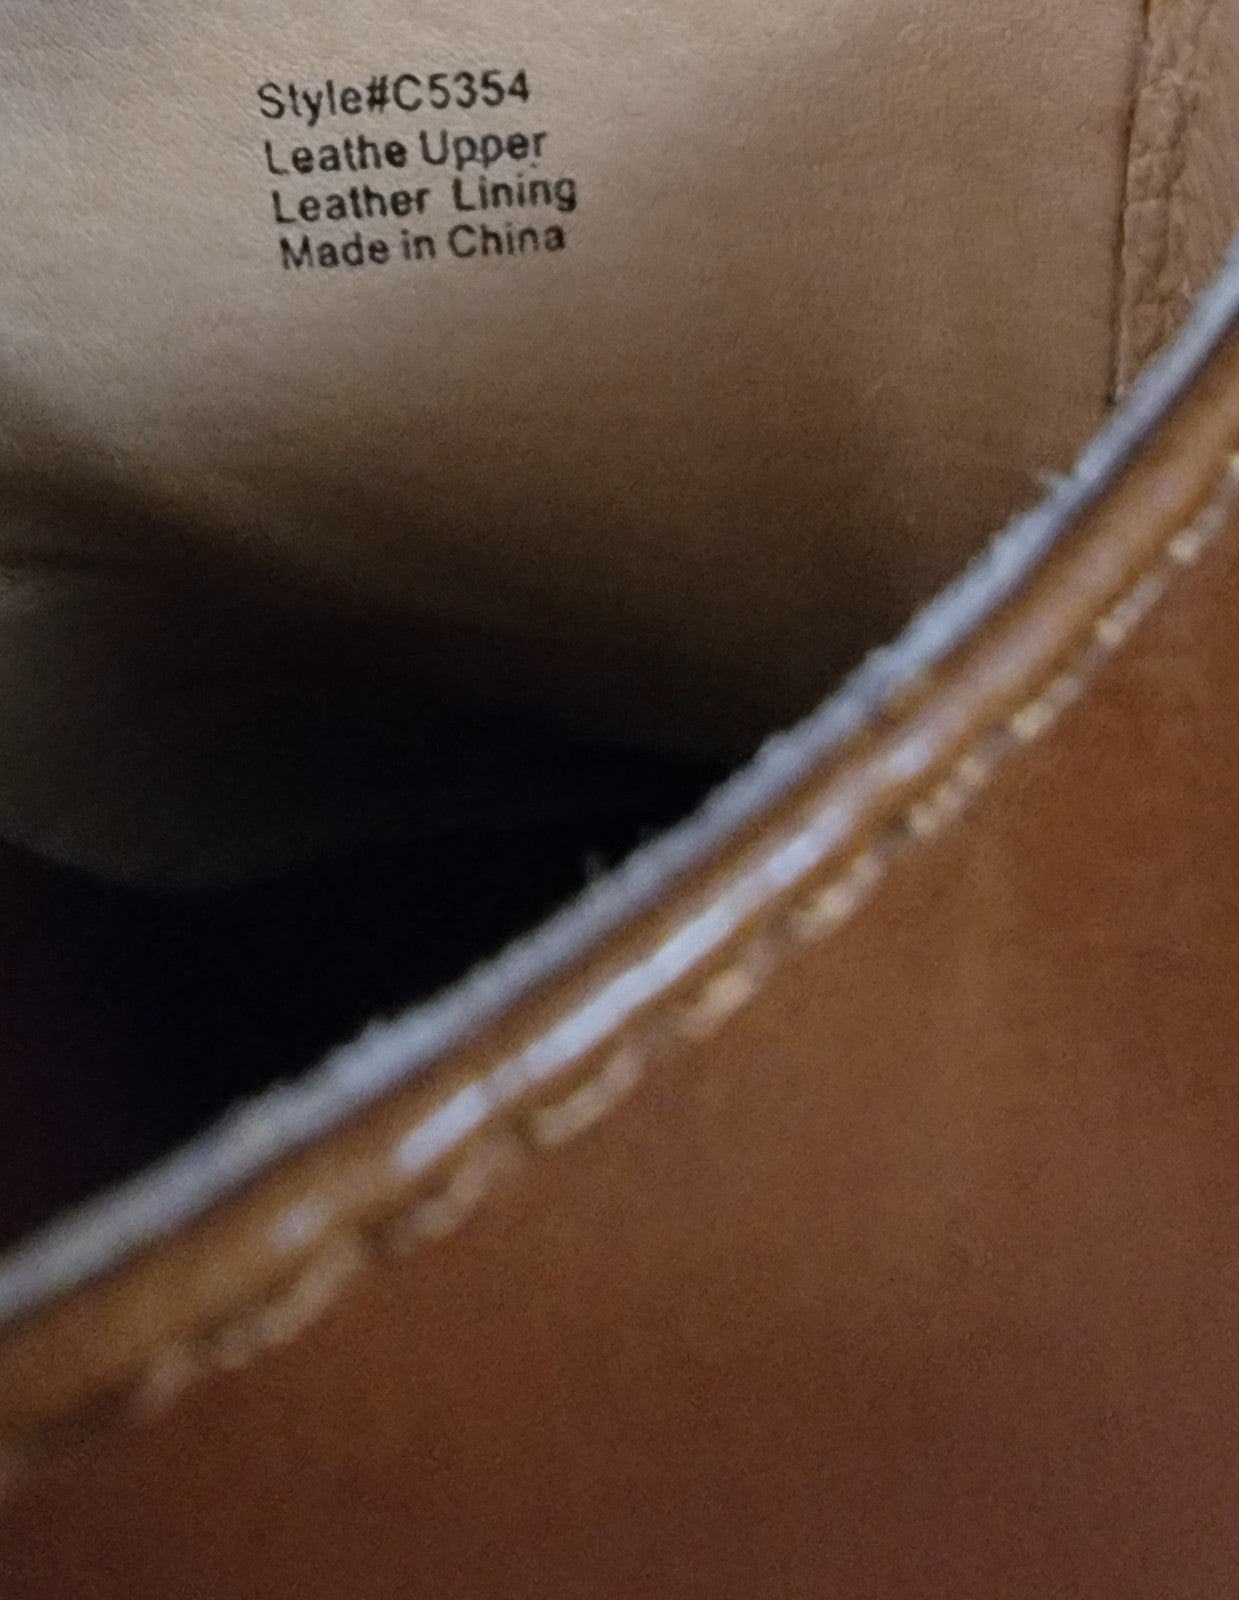 Style#C5354
Leathe Upper
Leather Lining
Made in China